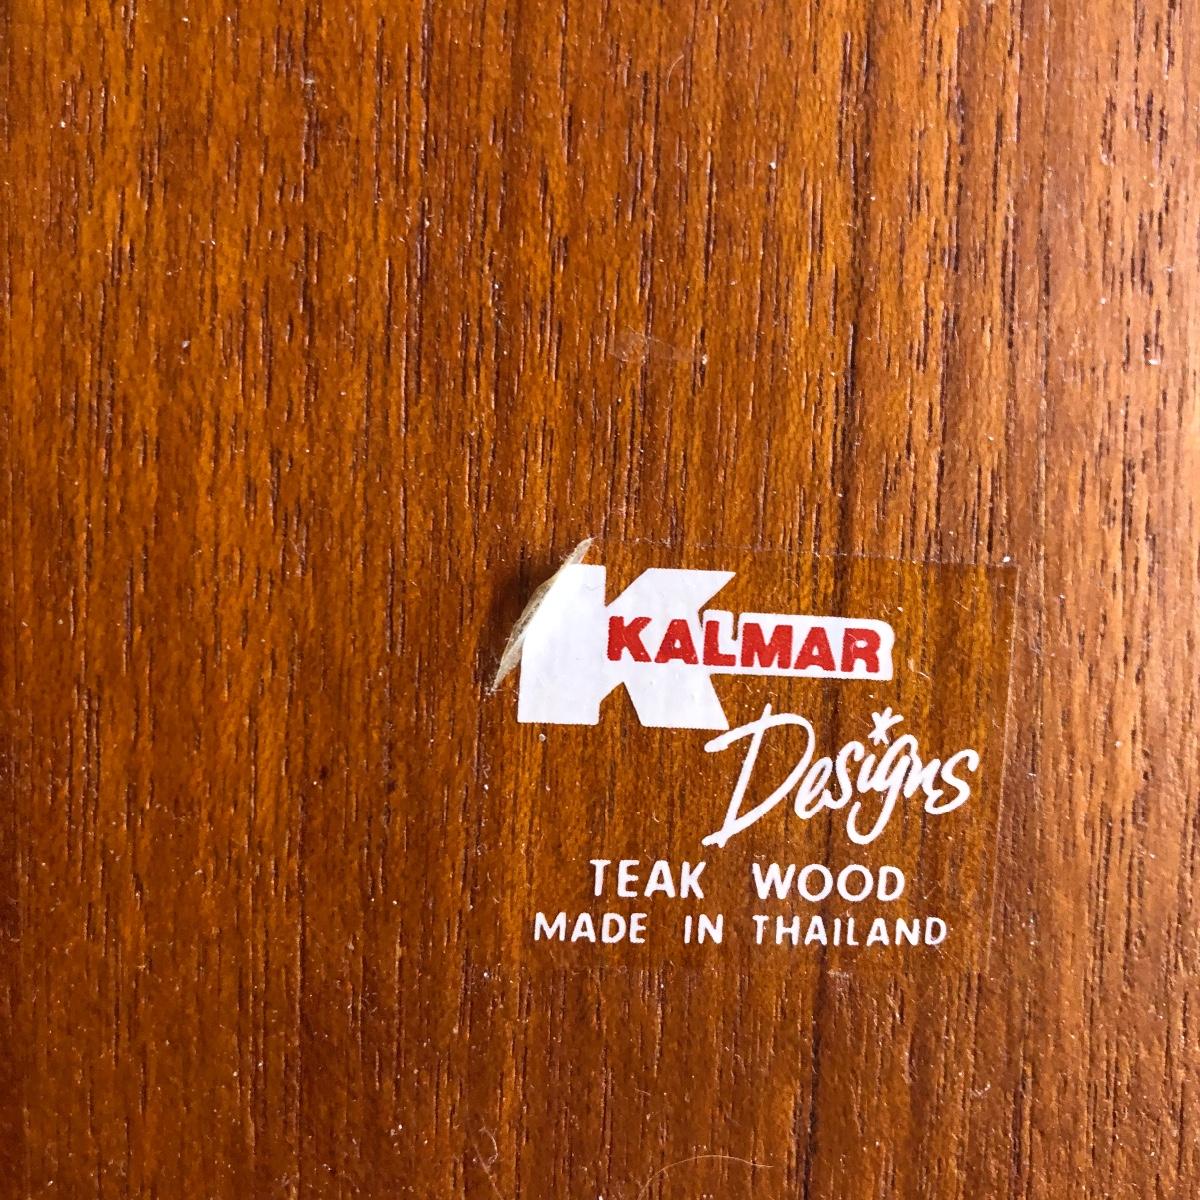 K KALMAR
Designs
TEAK WOOD
MADE IN THAILAND